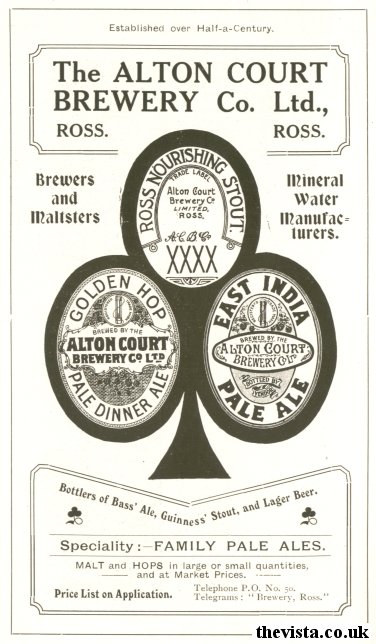 Established over Half-a-Century.
The ALTON COURT
BREWERY Co. Ltd.,
ROSS. ROSS.
Brewers
and
Maltsters
Mineral
Water
Manufac=
turers.
ROSS NOURISHING STOUT.
TRADE LABEL
Alton Court
Brewery Co
LIMITED,
ROSS.
A.C.B.Co
XXXX
GOLDEN HOP
BREWED BY THE
ALTON COURT
BREWERY CO LTD
PALE DINNER ALE
EAST INDIA
BREWED BY THE
ALTON COURT
BREWERY Co Ld
BOTTLED BY
PALE ALE
Bottlers of Bass' Ale, Guinness' Stout, and Lager Beer.
Speciality :—FAMILY PALE ALES.
MALT and HOPS in large or small quantities,
and at Market Prices.
Price List on Application.
Telephone P.O. No. 50.
Telegrams: "Brewery, Ross."
thevista.co.uk